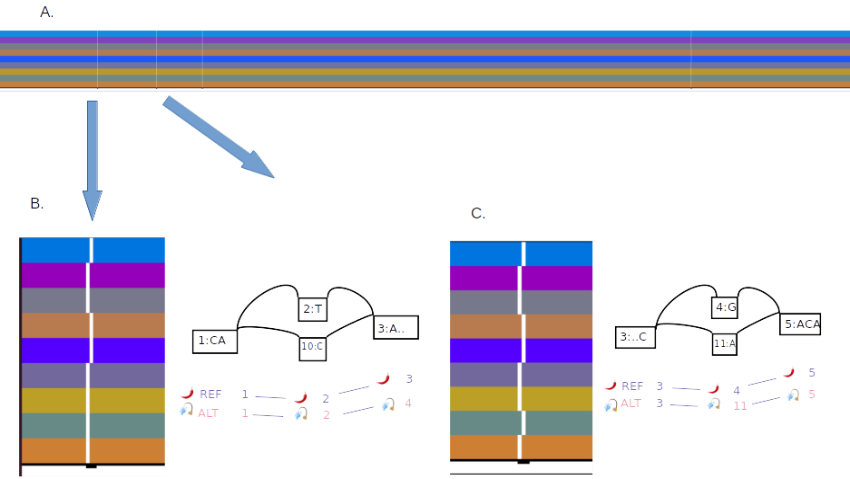 A.
B.
C.
2:T
1:CA
3:A..
10:C
REF 1 2 3
ALT 1 2 4
4:G
3:..C
5:ACA
11:A
REF 3 4 5
ALT 3 11 5